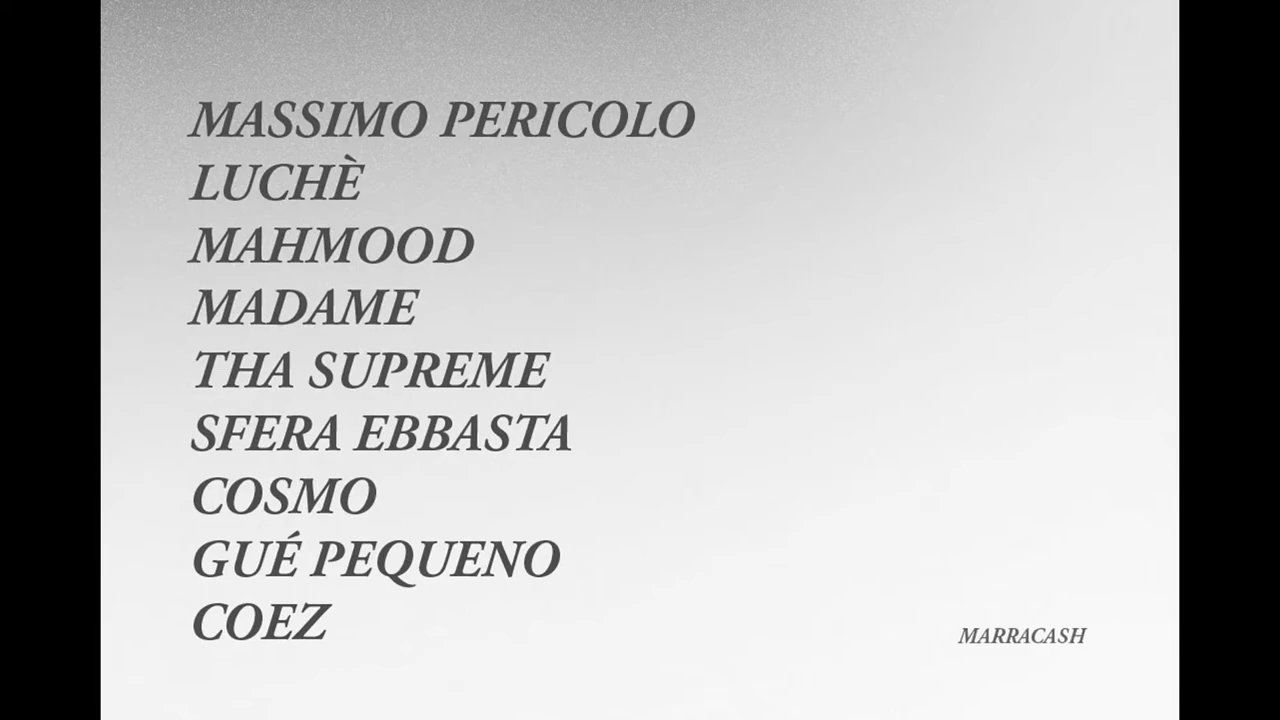 MASSIMO PERICOLO
LUCHÈ
MAHMOOD
MADAME
THA SUPREME
SFERA EBBASTA
COSMO
GUÉ PEQUENO
COEZ
MARRACASH